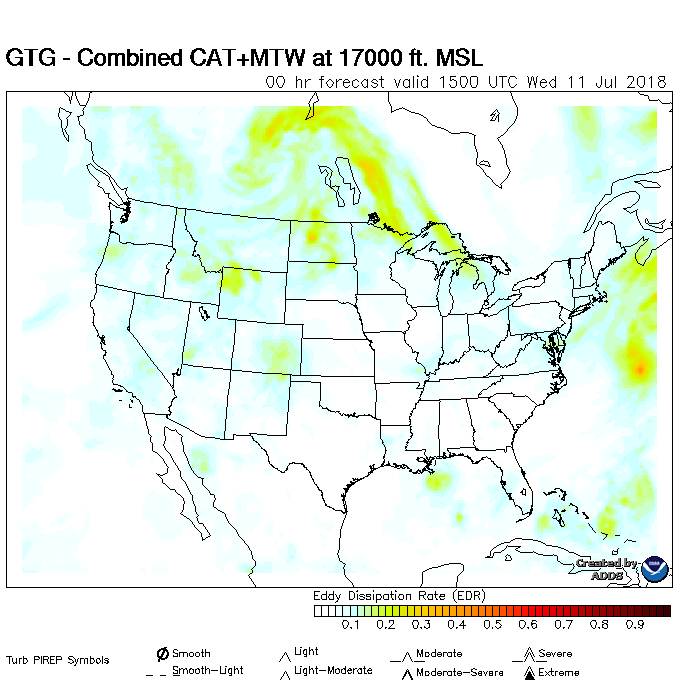 GTG - Combined CAT+MTW at 17000 ft. MSL
00 hr forecast valid 1500 UTC Wed 11 Jul 2018
Created by
ADDS
Eddy Dissipation Rate (EDR)
0.1 0.2 0.3 0.4 0.5 0.6 0.7 0.8 0.9
Turb PIREP Symbols
Smooth Light Moderate Severe
Smooth-Light Light-Moderate Moderate-Severe Extreme